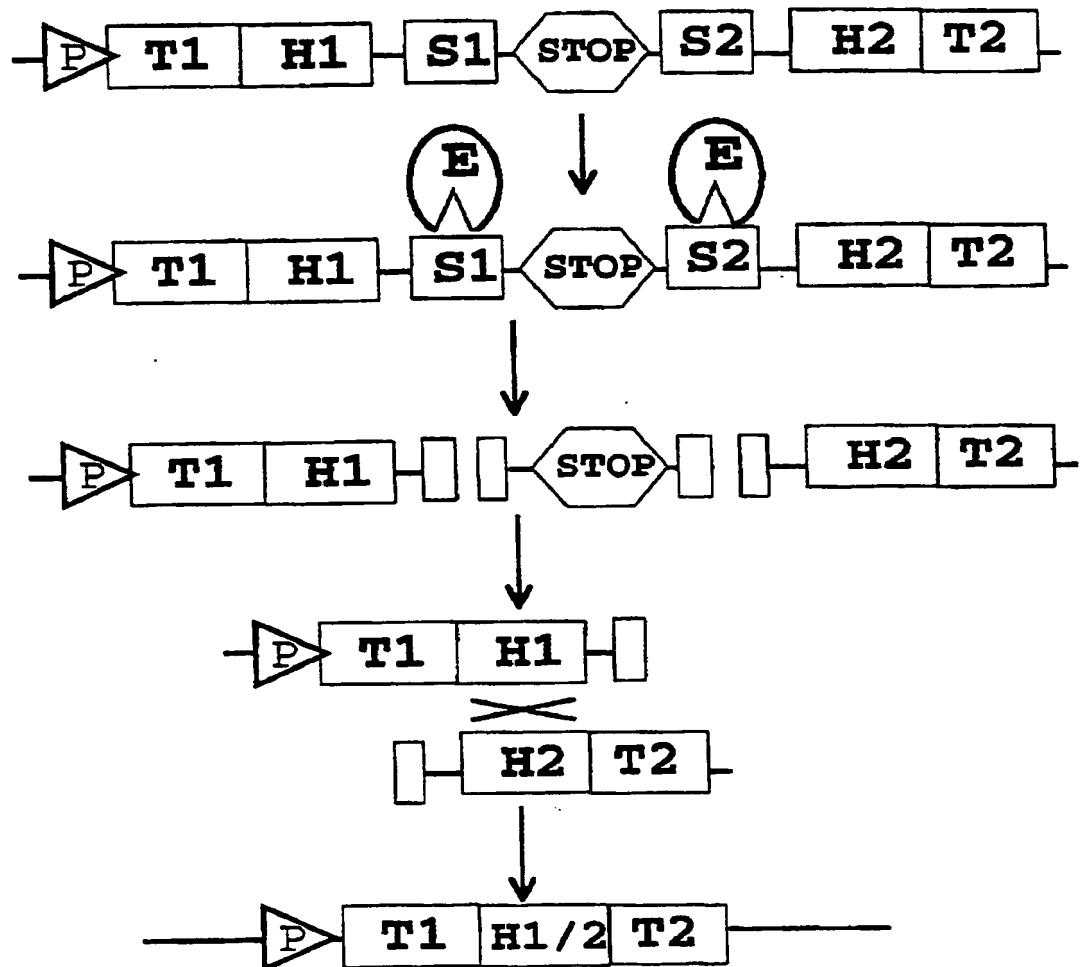 P T1 H1 S1 STOP S2 H2 T2
E E
P T1 H1 S1 STOP S2 H2 T2
P T1 H1 STOP H2 T2
P T1 H1
H2 T2
P T1 H1/2 T2